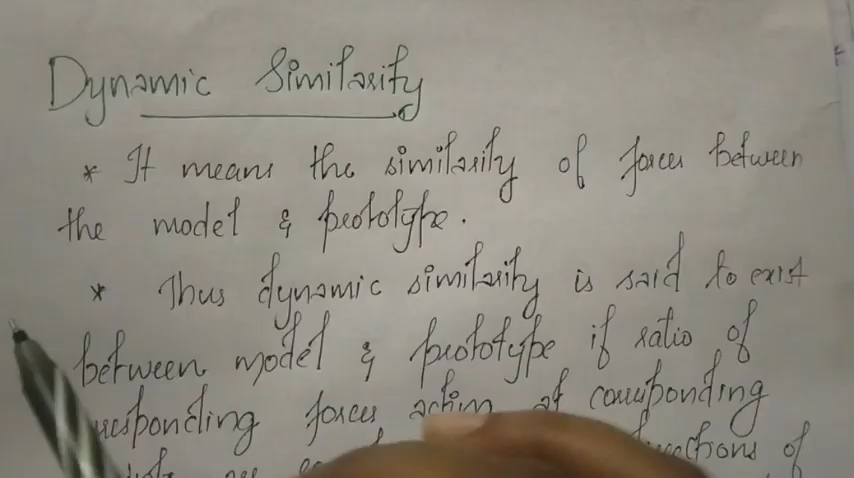 Dynamic Similarity
* It means the similarity of forces between
the model & prototype.
* Thus dynamic similarity is said to exist
between model & prototype if ratio of
forces acting at corresponding
of